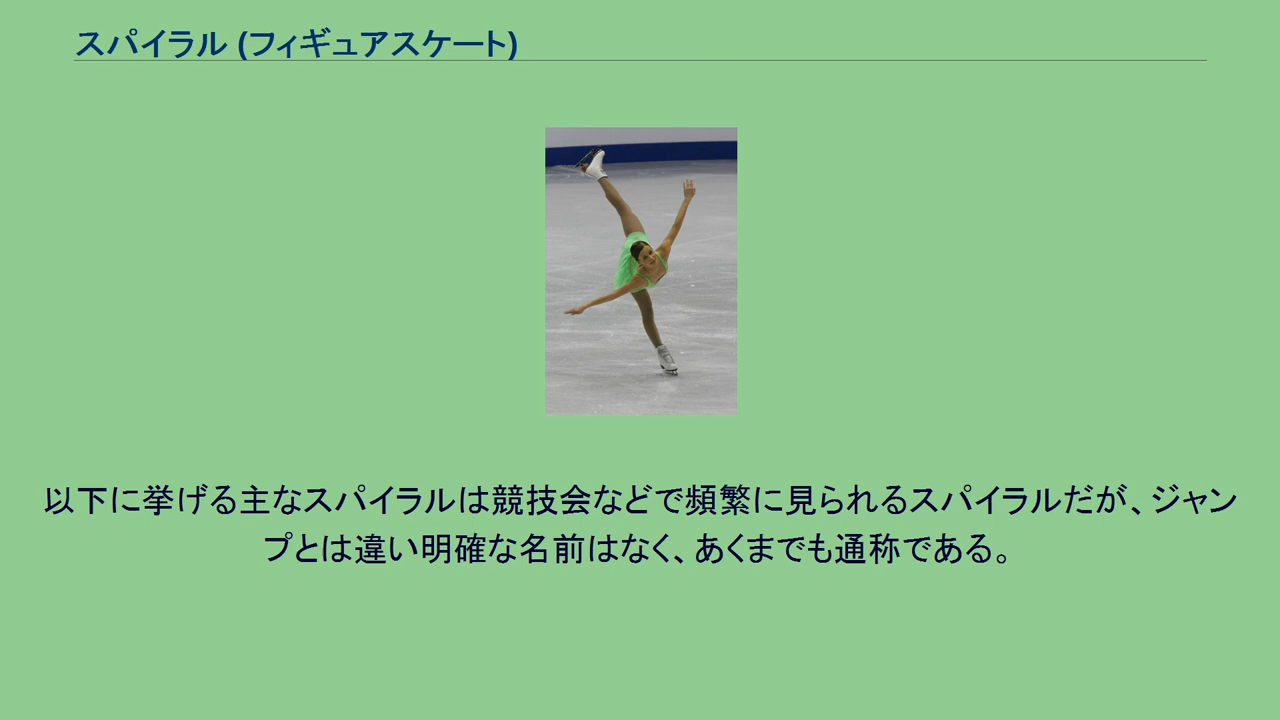 スパイラル (フィギュアスケート)
以下に挙げる主なスパイラルは競技会などで頻繁に見られるスパイラルだが、ジャン
プとは違い明確な名前はなく、あくまでも通称である。